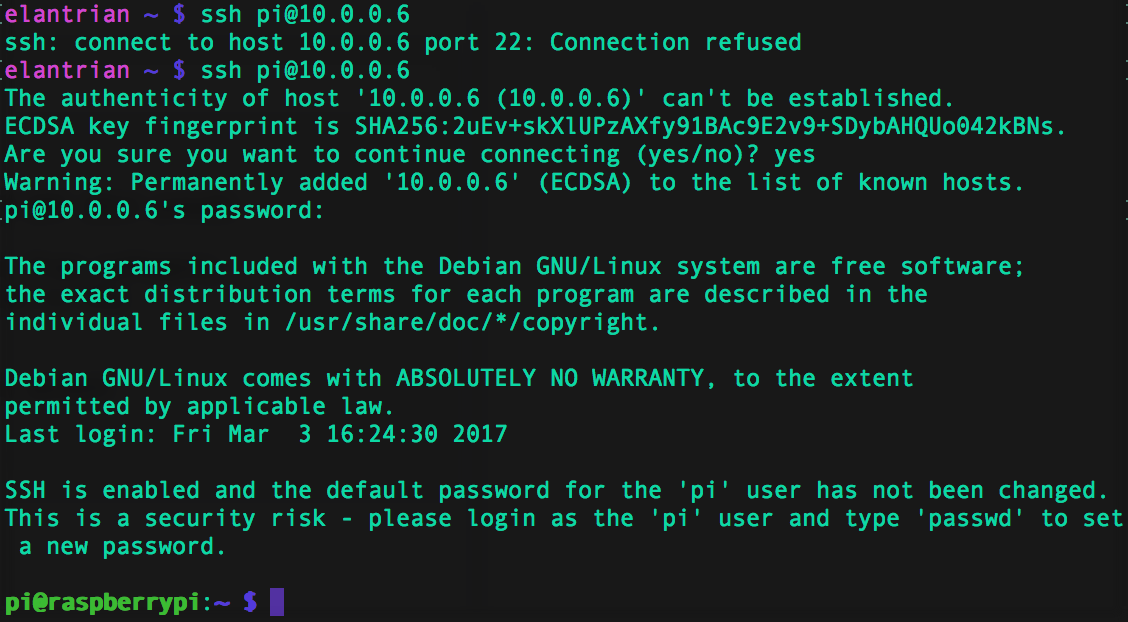 elantrian ~ $ ssh pi@10.0.0.6
ssh: connect to host 10.0.0.6 port 22: Connection refused
elantrian ~ $ ssh pi@10.0.0.6
The authenticity of host '10.0.0.6 (10.0.0.6)' can't be established.
ECDSA key fingerprint is SHA256:2uEv+skXlUPzAXfy91BAc9E2v9+SDybAHQUo042kBNs.
Are you sure you want to continue connecting (yes/no)? yes
Warning: Permanently added '10.0.0.6' (ECDSA) to the list of known hosts.
pi@10.0.0.6's password:
The programs included with the Debian GNU/Linux system are free software;
the exact distribution terms for each program are described in the
individual files in /usr/share/doc/*/copyright.
Debian GNU/Linux comes with ABSOLUTELY NO WARRANTY, to the extent
permitted by applicable law.
Last login: Fri Mar  3 16:24:30 2017
SSH is enabled and the default password for the 'pi' user has not been changed.
This is a security risk - please login as the 'pi' user and type 'passwd' to set
 a new password.
pi@raspberrypi:~ $